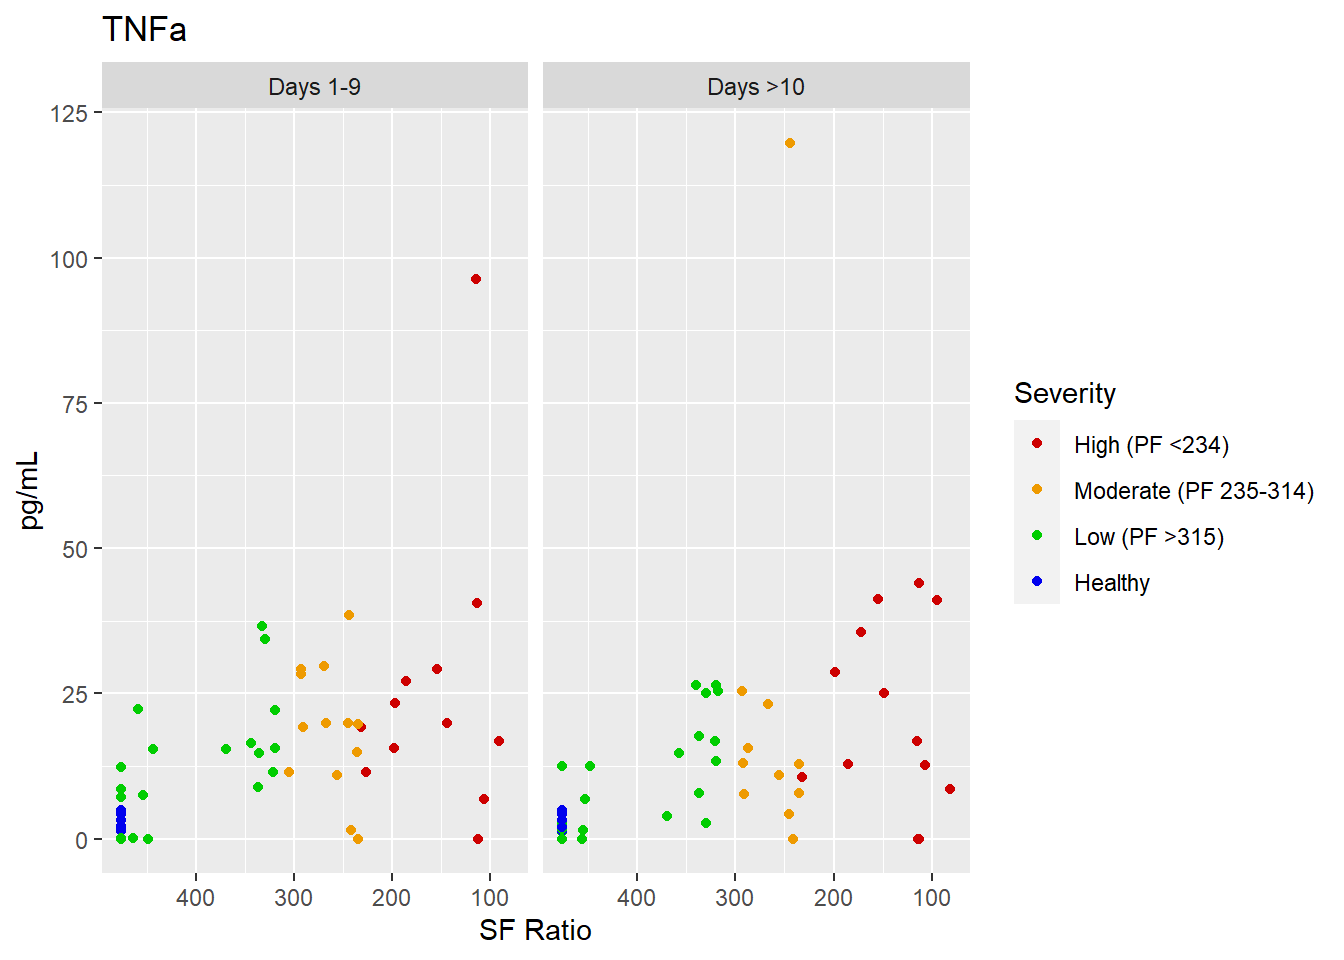 TNFa
Days 1-9
Days >10
125
100
75
50
25
0
pg/mL
400 300 200 100
400 300 200 100
SF Ratio
Severity
High (PF <234)
Moderate (PF 235-314)
Low (PF >315)
Healthy